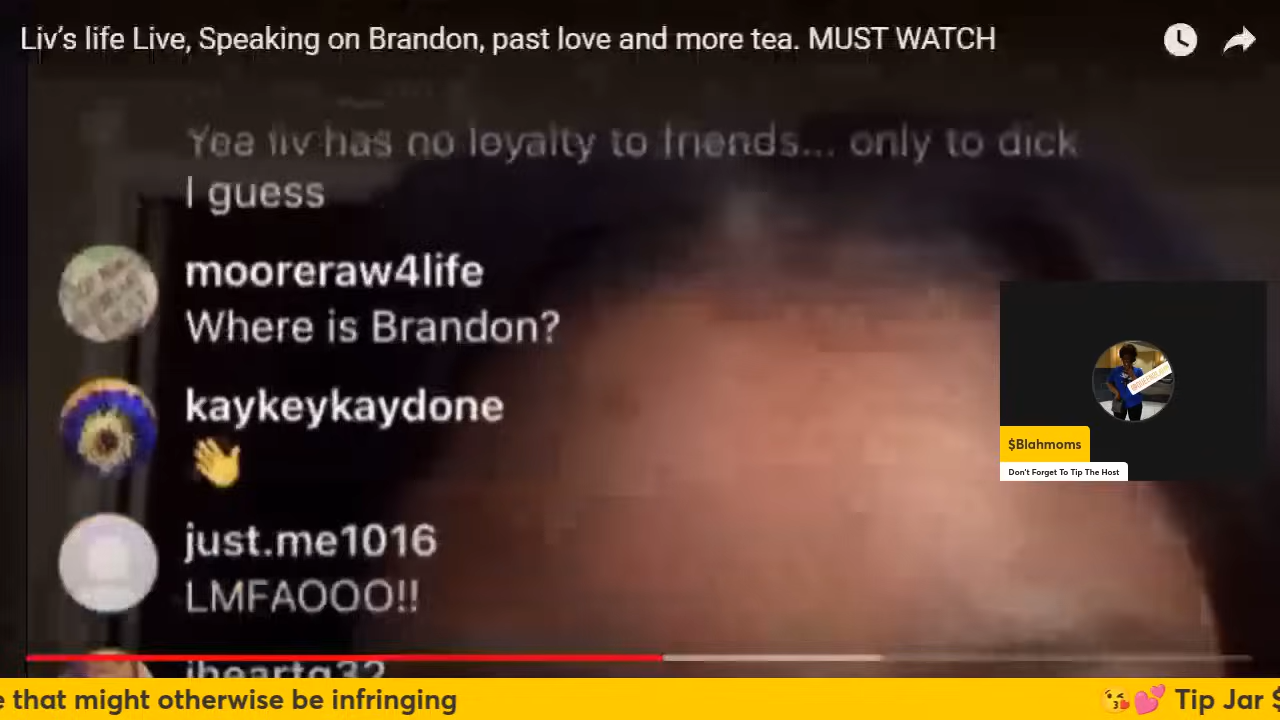 Liv's life Live, Speaking on Brandon, past love and more tea. MUST WATCH
Yea liv has no loyalty to friends... only to dick
I guess
mooreraw4life
Where is Brandon?
kaykeykaydone
👋
just.me1016
LMFAOOO!!
iheartg32
$Blahmoms
Don't Forget To Tip The Host
e that might otherwise be infringing
😘💕 Tip Jar $